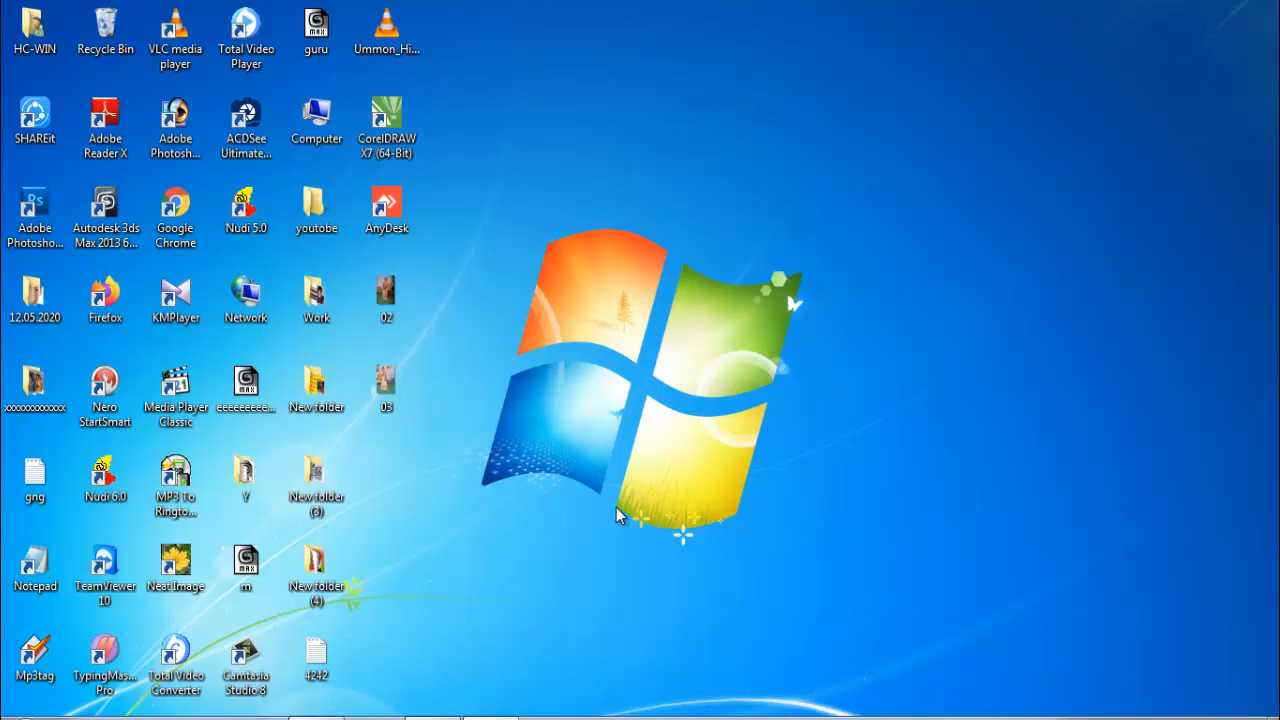 HC-WIN
Recycle Bin
VLC media
player
Total Video
Player
guru
Ummon_Hi...
SHAREit
Adobe
Reader X
Adobe
Photosh...
ACDSee
Ultimate...
Computer
CorelDRAW
X7 (64-Bit)
Adobe
Photosho...
Autodesk 3ds
Max 2013 6...
Google
Chrome
Nudi 5.0
youtobe
AnyDesk
12.05.2020
Firefox
KMPlayer
Network
Work
02
xxxxxxxxxxxxx
Nero
StartSmart
Media Player
Classic
eeeeeeeee...
New folder
03
gng
Nudi 6.0
MP3 To
Ringto...
Y
New folder
(3)
Notepad
TeamViewer
10
Neat Image
m
New folder
(4)
Mp3tag
TypingMas...
Pro
Total Video
Converter
Camtasia
Studio 8
4242